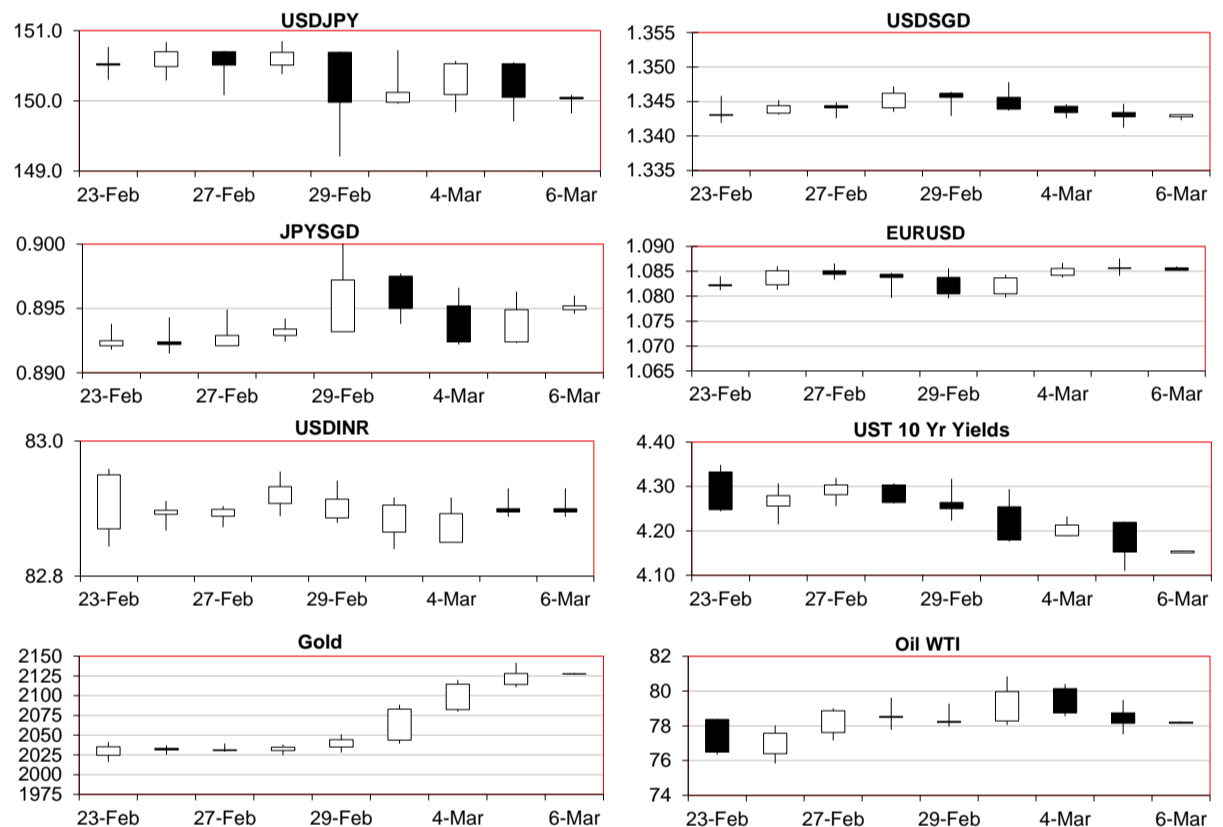 USDJPY
151.0
150.0
149.0
23-Feb 27-Feb 29-Feb 4-Mar 6-Mar
USDSGD
1.355
1.350
1.345
1.340
1.335
23-Feb 27-Feb 29-Feb 4-Mar 6-Mar
JPYSGD
0.900
0.895
0.890
23-Feb 27-Feb 29-Feb 4-Mar 6-Mar
EURUSD
1.090
1.085
1.080
1.075
1.070
1.065
23-Feb 27-Feb 29-Feb 4-Mar 6-Mar
USDINR
83.0
82.8
23-Feb 27-Feb 29-Feb 4-Mar 6-Mar
UST 10 Yr Yields
4.40
4.30
4.20
4.10
23-Feb 27-Feb 29-Feb 4-Mar 6-Mar
Gold
2150
2125
2100
2075
2050
2025
2000
1975
23-Feb 27-Feb 29-Feb 4-Mar 6-Mar
Oil WTI
82
80
78
76
74
23-Feb 27-Feb 29-Feb 4-Mar 6-Mar